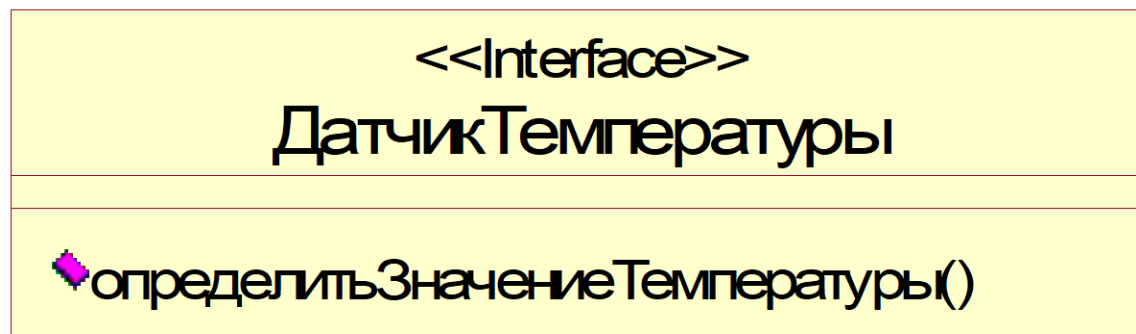 <<Interface>>
ДатчикТемпературы
определитьЗначениеТемпературы()